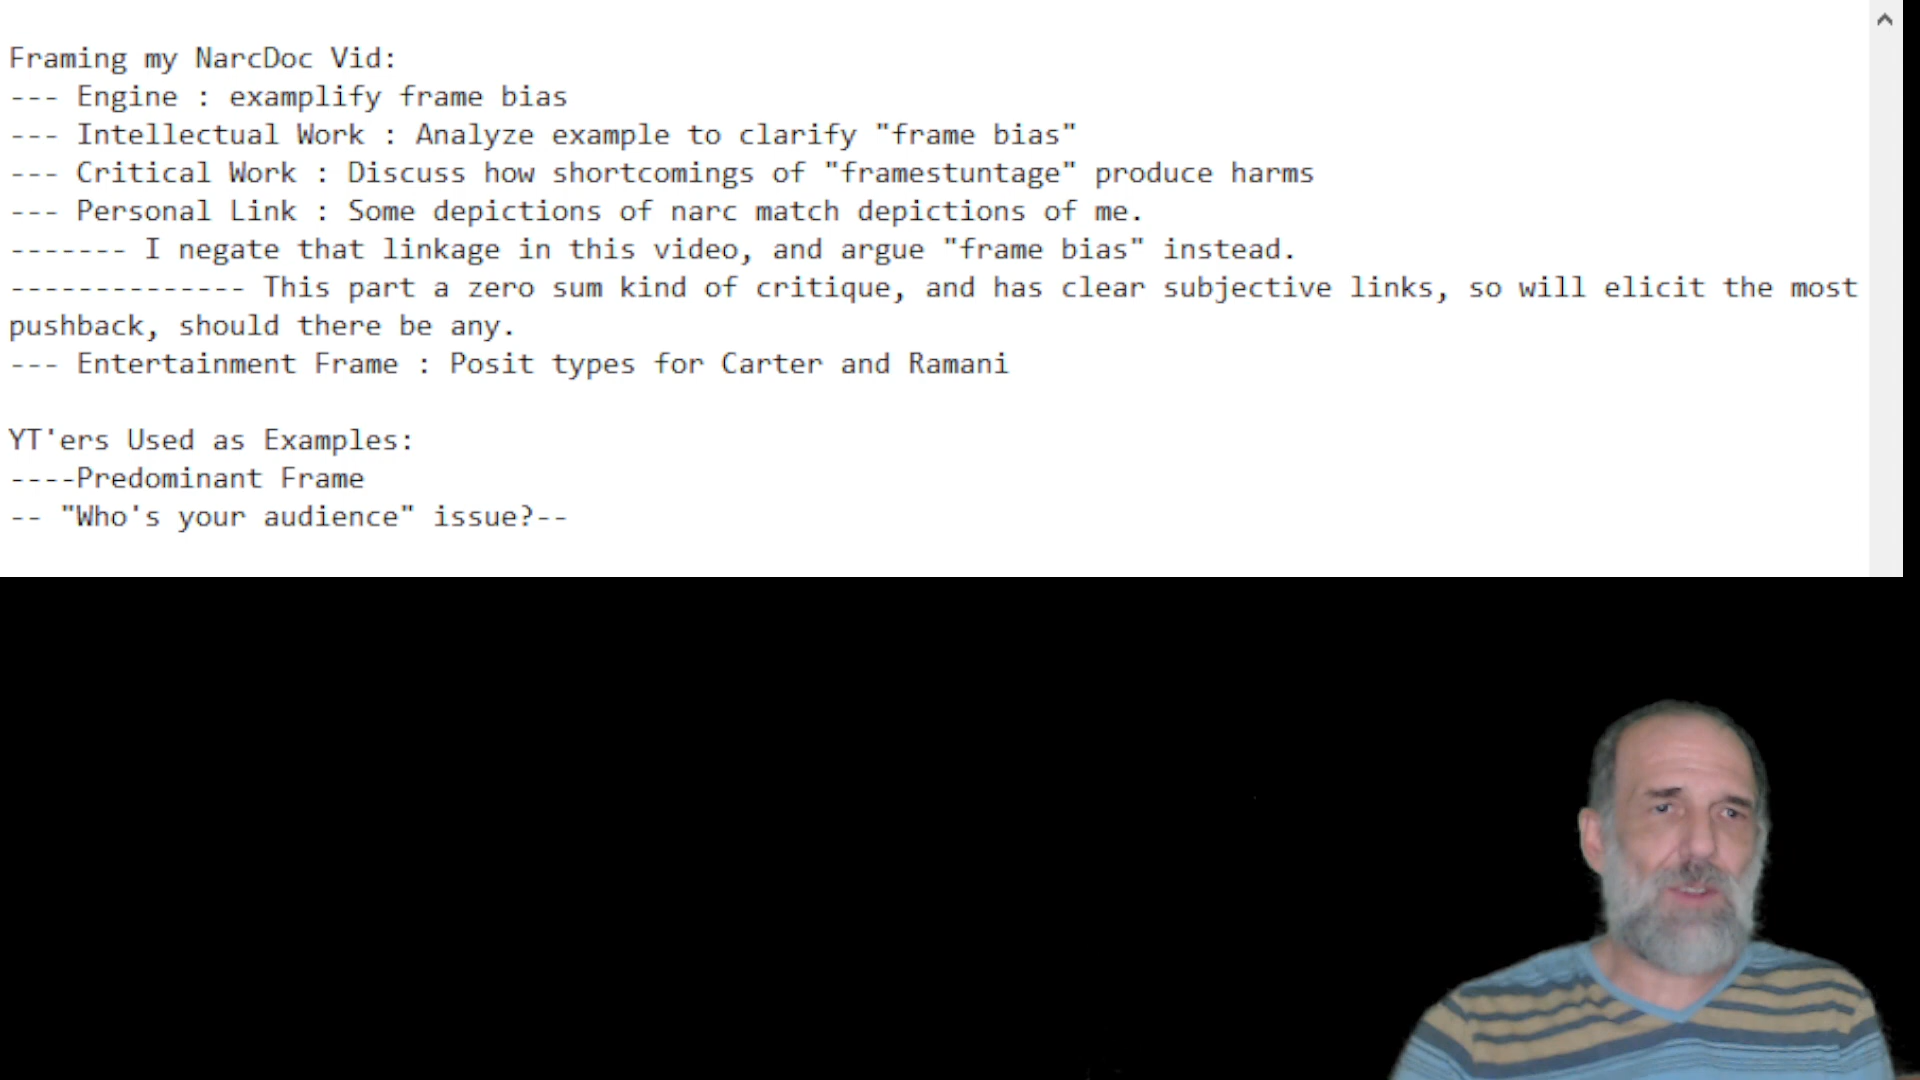 Framing my NarcDoc Vid:
--- Engine : examplify frame bias
--- Intellectual Work : Analyze example to clarify "frame bias"
--- Critical Work : Discuss how shortcomings of "framestuntage" produce harms
--- Personal Link : Some depictions of narc match depictions of me.
------- I negate that linkage in this video, and argue "frame bias" instead.
-------------- This part a zero sum kind of critique, and has clear subjective links, so will elicit the most
pushback, should there be any.
--- Entertainment Frame : Posit types for Carter and Ramani
YT'ers Used as Examples:
----Predominant Frame
-- "Who's your audience" issue?--